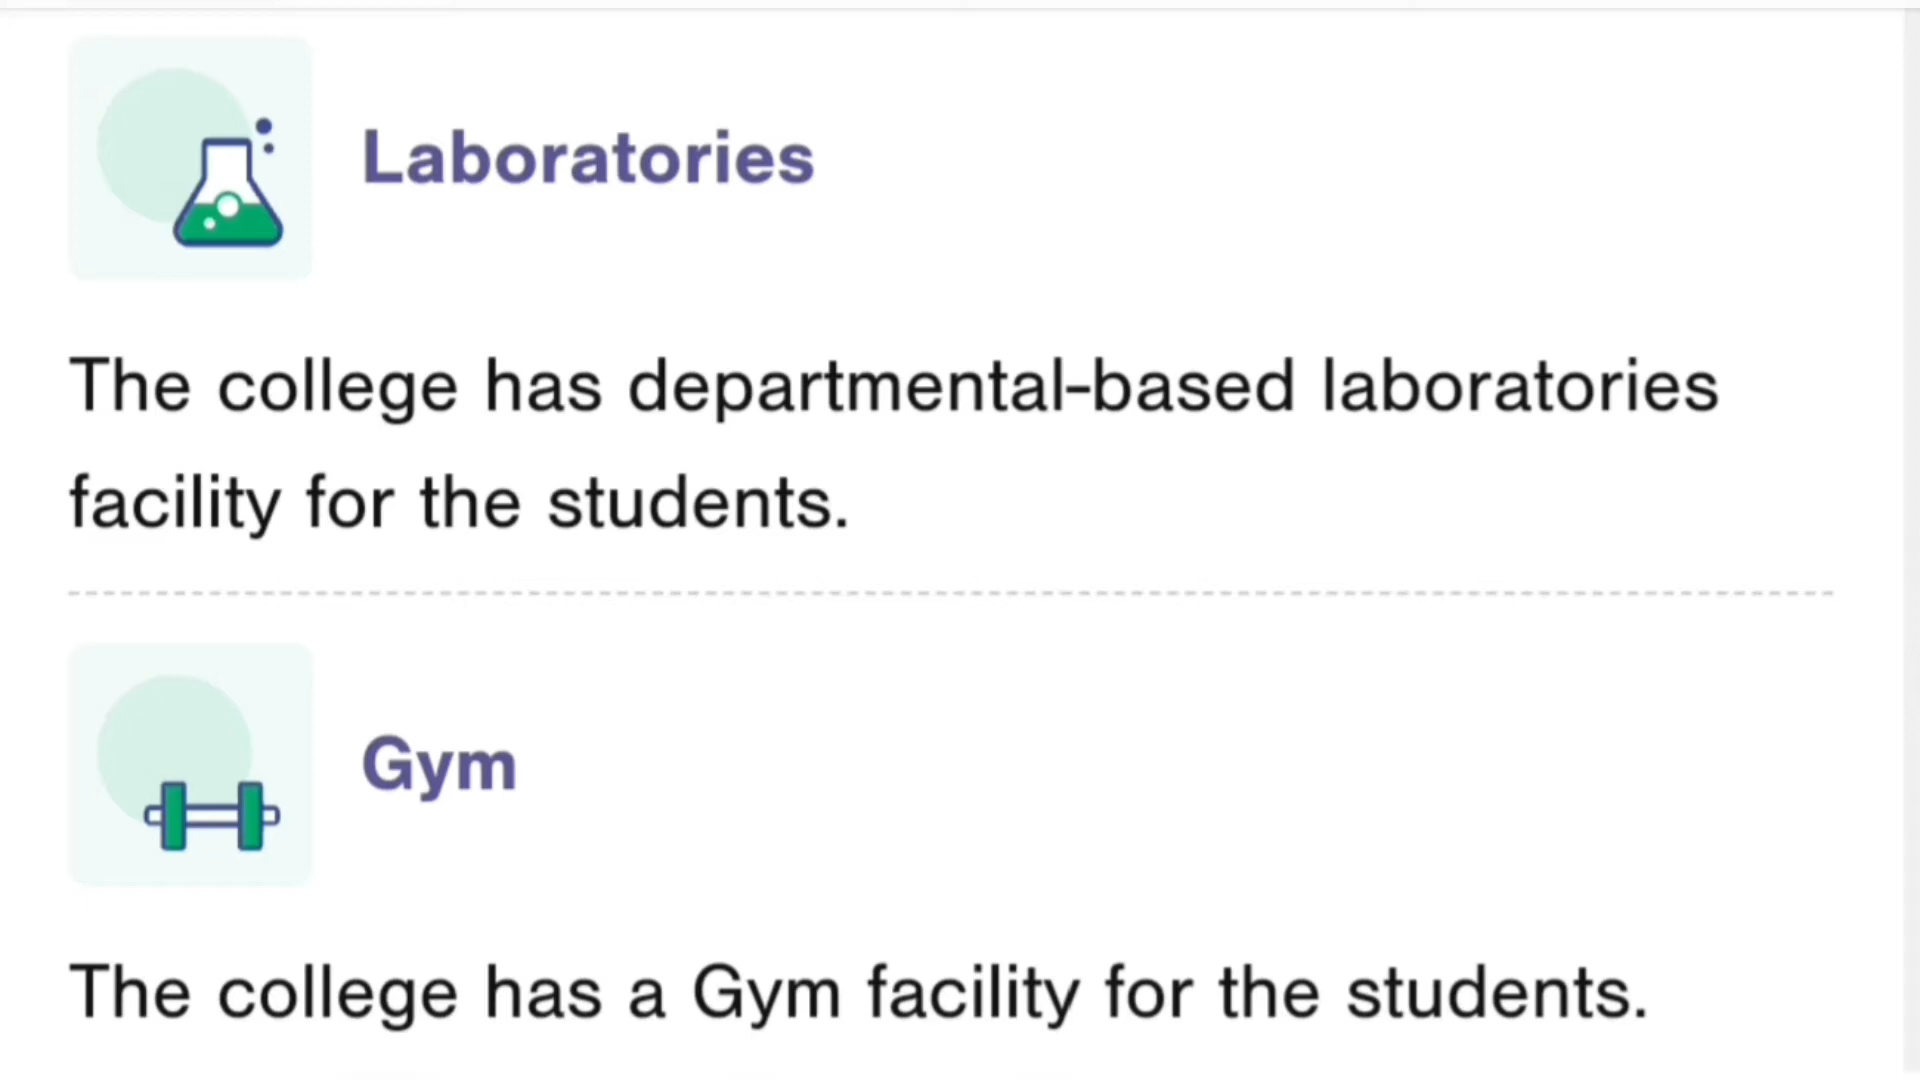 Laboratories
The college has departmental-based laboratories
facility for the students.
Gym
The college has a Gym facility for the students.